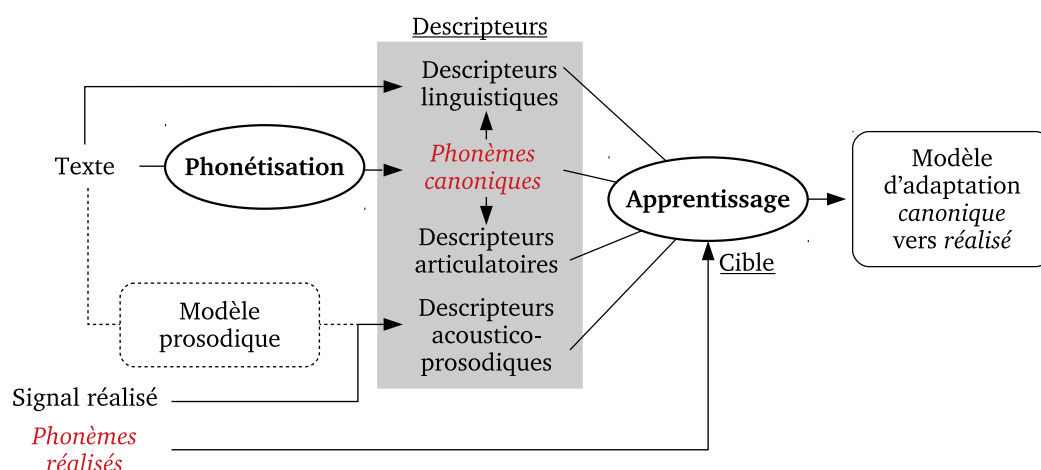 Descripteurs
Descripteurs
linguistiques
Texte
Phonétisation
Phonèmes
canoniques
Apprentissage
Modèle
d'adaptation
canonique
vers réalisé
Descripteurs
articulatoires
Cible
Modèle
prosodique
Descripteurs
acoustico-
prosodiques
Signal réalisé
Phonèmes
réalisés